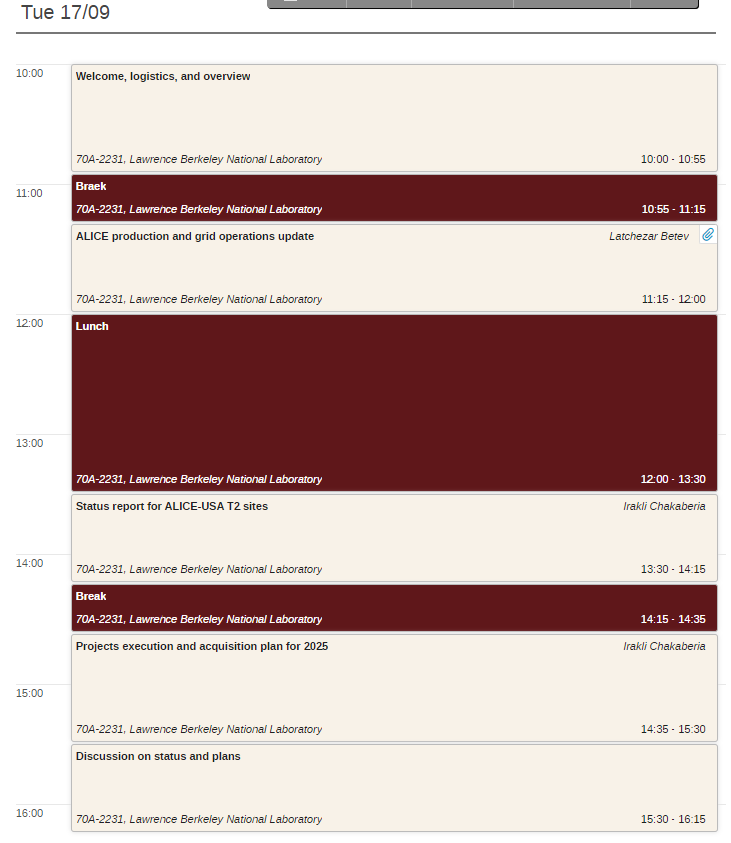 Tue 17/09
10:00
Welcome, logistics, and overview
70A-2231, Lawrence Berkeley National Laboratory 10:00 - 10:55
11:00
Braek
70A-2231, Lawrence Berkeley National Laboratory 10:55 - 11:15
ALICE production and grid operations update Latchezar Betev
70A-2231, Lawrence Berkeley National Laboratory 11:15 - 12:00
12:00
Lunch
13:00
70A-2231, Lawrence Berkeley National Laboratory 12:00 - 13:30
Status report for ALICE-USA T2 sites Irakli Chakaberia
14:00
70A-2231, Lawrence Berkeley National Laboratory 13:30 - 14:15
Break
70A-2231, Lawrence Berkeley National Laboratory 14:15 - 14:35
Projects execution and acquisition plan for 2025 Irakli Chakaberia
15:00
70A-2231, Lawrence Berkeley National Laboratory 14:35 - 15:30
Discussion on status and plans
16:00
70A-2231, Lawrence Berkeley National Laboratory 15:30 - 16:15